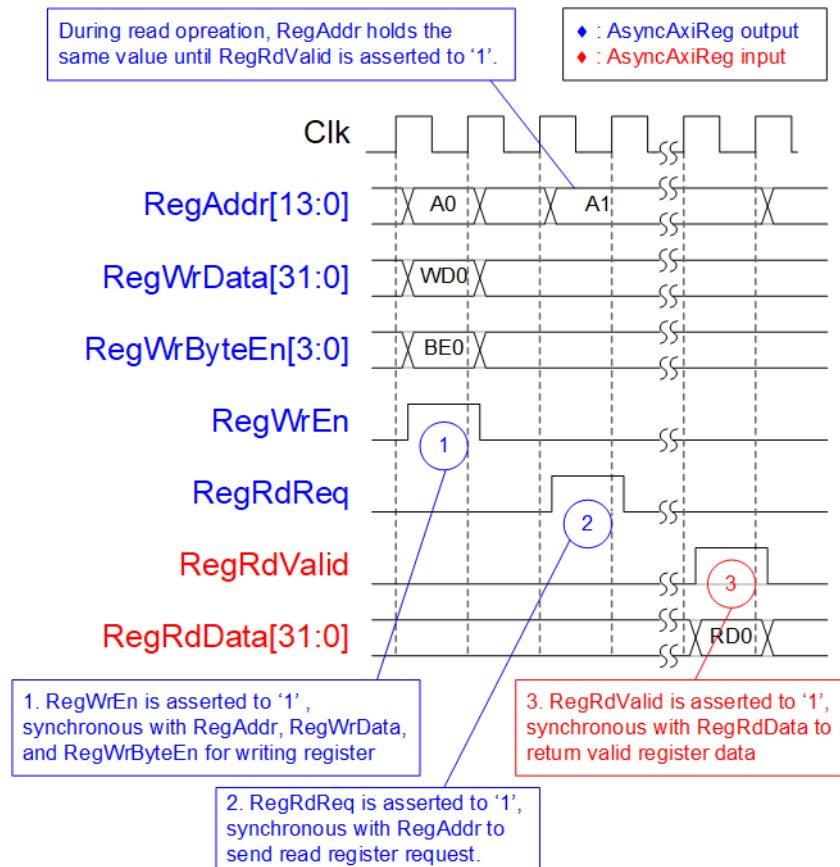 During read opreation, RegAddr holds the
same value until RegRdValid is asserted to ‘1’.
♦ : AsyncAxiReg output
♦ : AsyncAxiReg input
Clk
RegAddr[13:0]
A0
A1
RegWrData[31:0]
WD0
RegWrByteEn[3:0]
BE0
RegWrEn
1
RegRdReq
2
RegRdValid
3
RegRdData[31:0]
RD0
1. RegWrEn is asserted to ‘1’ ,
synchronous with RegAddr, RegWrData,
and RegWrByteEn for writing register
3. RegRdValid is asserted to ‘1’,
synchronous with RegRdData to
return valid register data
2. RegRdReq is asserted to ‘1’,
synchronous with RegAddr to
send read register request.